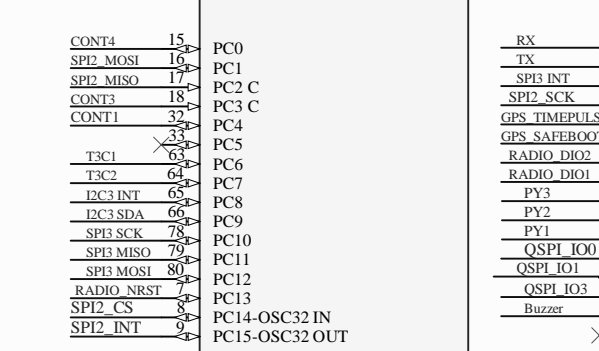 CONT4 15 PC0
SPI2_MOSI 16 PC1
SPI2_MISO 17 PC2 C
CONT3 18 PC3 C
CONT1 32 PC4
33 PC5
T3C1 63 PC6
T3C2 64 PC7
I2C3 INT 65 PC8
I2C3 SDA 66 PC9
SPI3 SCK 78 PC10
SPI3 MISO 79 PC11
SPI3 MOSI 80 PC12
RADIO_NRST 7 PC13
SPI2_CS 8 PC14-OSC32 IN
SPI2_INT 9 PC15-OSC32 OUT
RX
TX
SPI3 INT
SPI2_SCK
GPS_TIMEPULS
GPS_SAFEBOOT
RADIO_DIO2
RADIO_DIO1
PY3
PY2
PY1
QSPI_IO0
QSPI_IO1
QSPI_IO3
Buzzer